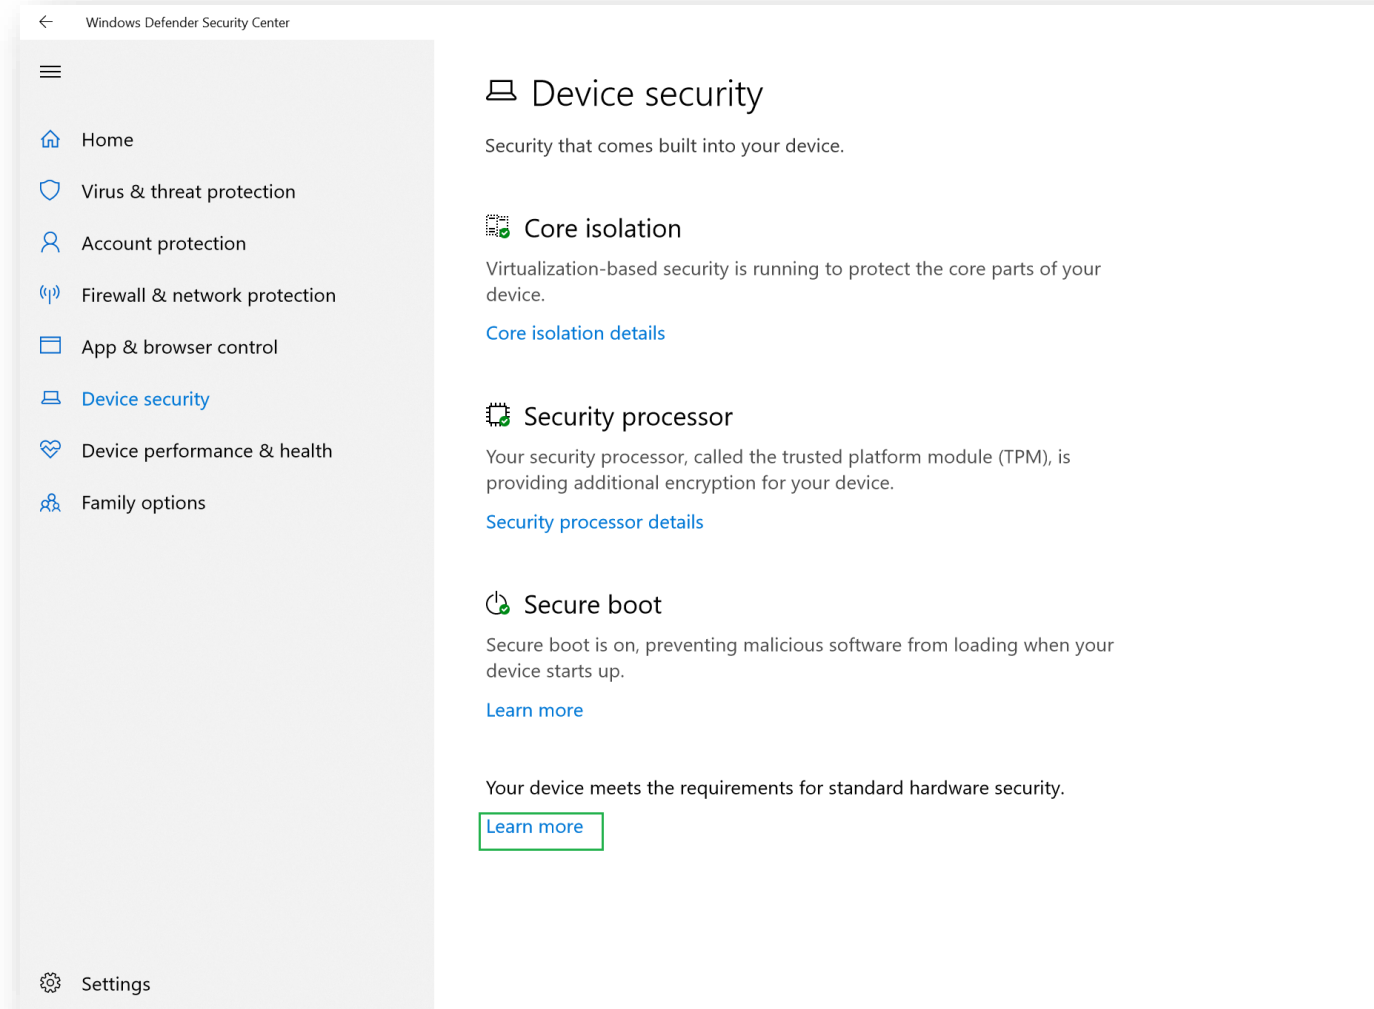 Windows Defender Security Center
Home
Virus & threat protection
Account protection
Firewall & network protection
App & browser control
Device security
Device performance & health
Family options
Settings
Device security
Security that comes built into your device.
Core isolation
Virtualization-based security is running to protect the core parts of your
device.
Core isolation details
Security processor
Your security processor, called the trusted platform module (TPM), is
providing additional encryption for your device.
Security processor details
Secure boot
Secure boot is on, preventing malicious software from loading when your
device starts up.
Learn more
Your device meets the requirements for standard hardware security.
Learn more